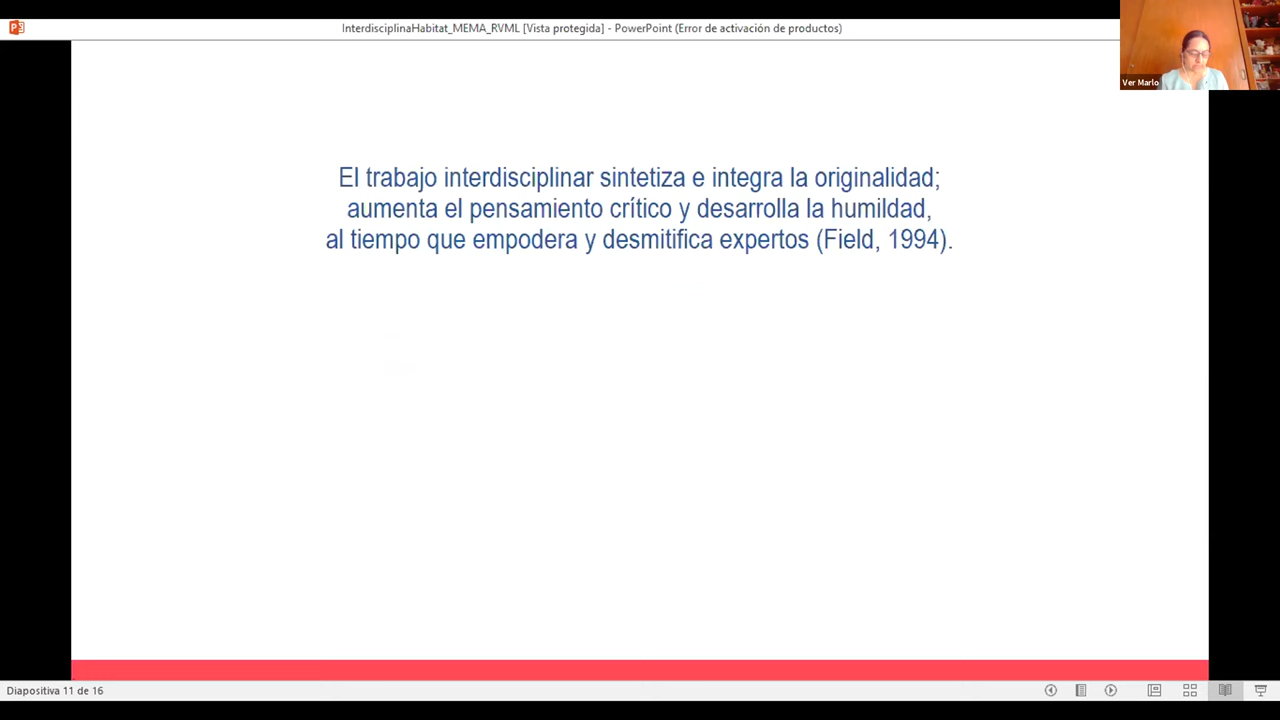 InterdisciplinaHabitat_MEMA_RVML [Vista protegida] - PowerPoint (Error de activación de productos)
Ver Marlo
El trabajo interdisciplinar sintetiza e integra la originalidad;
aumenta el pensamiento crítico y desarrolla la humildad,
al tiempo que empodera y desmitifica expertos (Field, 1994).
Diapositiva 11 de 16